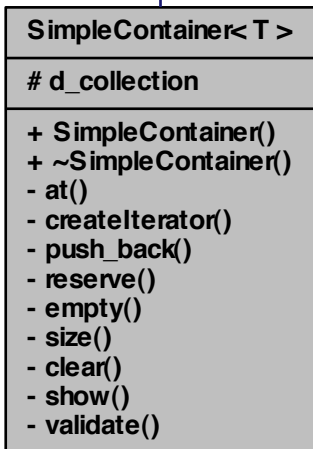 SimpleContainer< T >
# d_collection
+ SimpleContainer()
+ ~SimpleContainer()
- at()
- createIterator()
- push_back()
- reserve()
- empty()
- size()
- clear()
- show()
- validate()